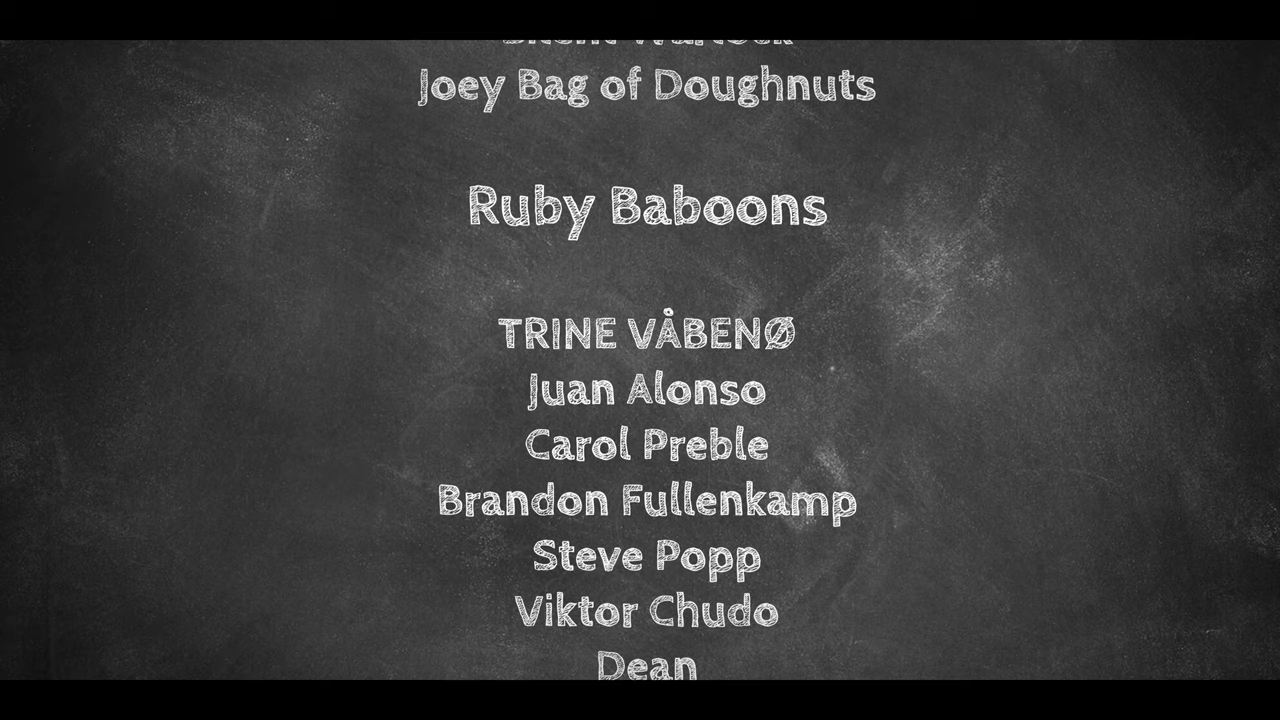 Joey Bag of Doughnuts
Ruby Baboons
TRINE VÅBENØ
Juan Alonso
Carol Preble
Brandon Fullenkamp
Steve Popp
Viktor Chudo
Dean